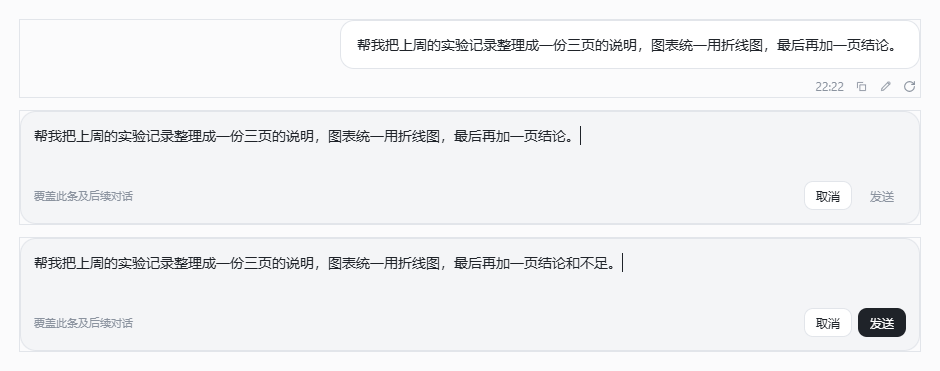 帮我把上周的实验记录整理成一份三页的说明，图表统一用折线图，最后再加一页结论。
22:22
帮我把上周的实验记录整理成一份三页的说明，图表统一用折线图，最后再加一页结论。
覆盖此条及后续对话 取消 发送
帮我把上周的实验记录整理成一份三页的说明，图表统一用折线图，最后再加一页结论和不足。
覆盖此条及后续对话 取消 发送